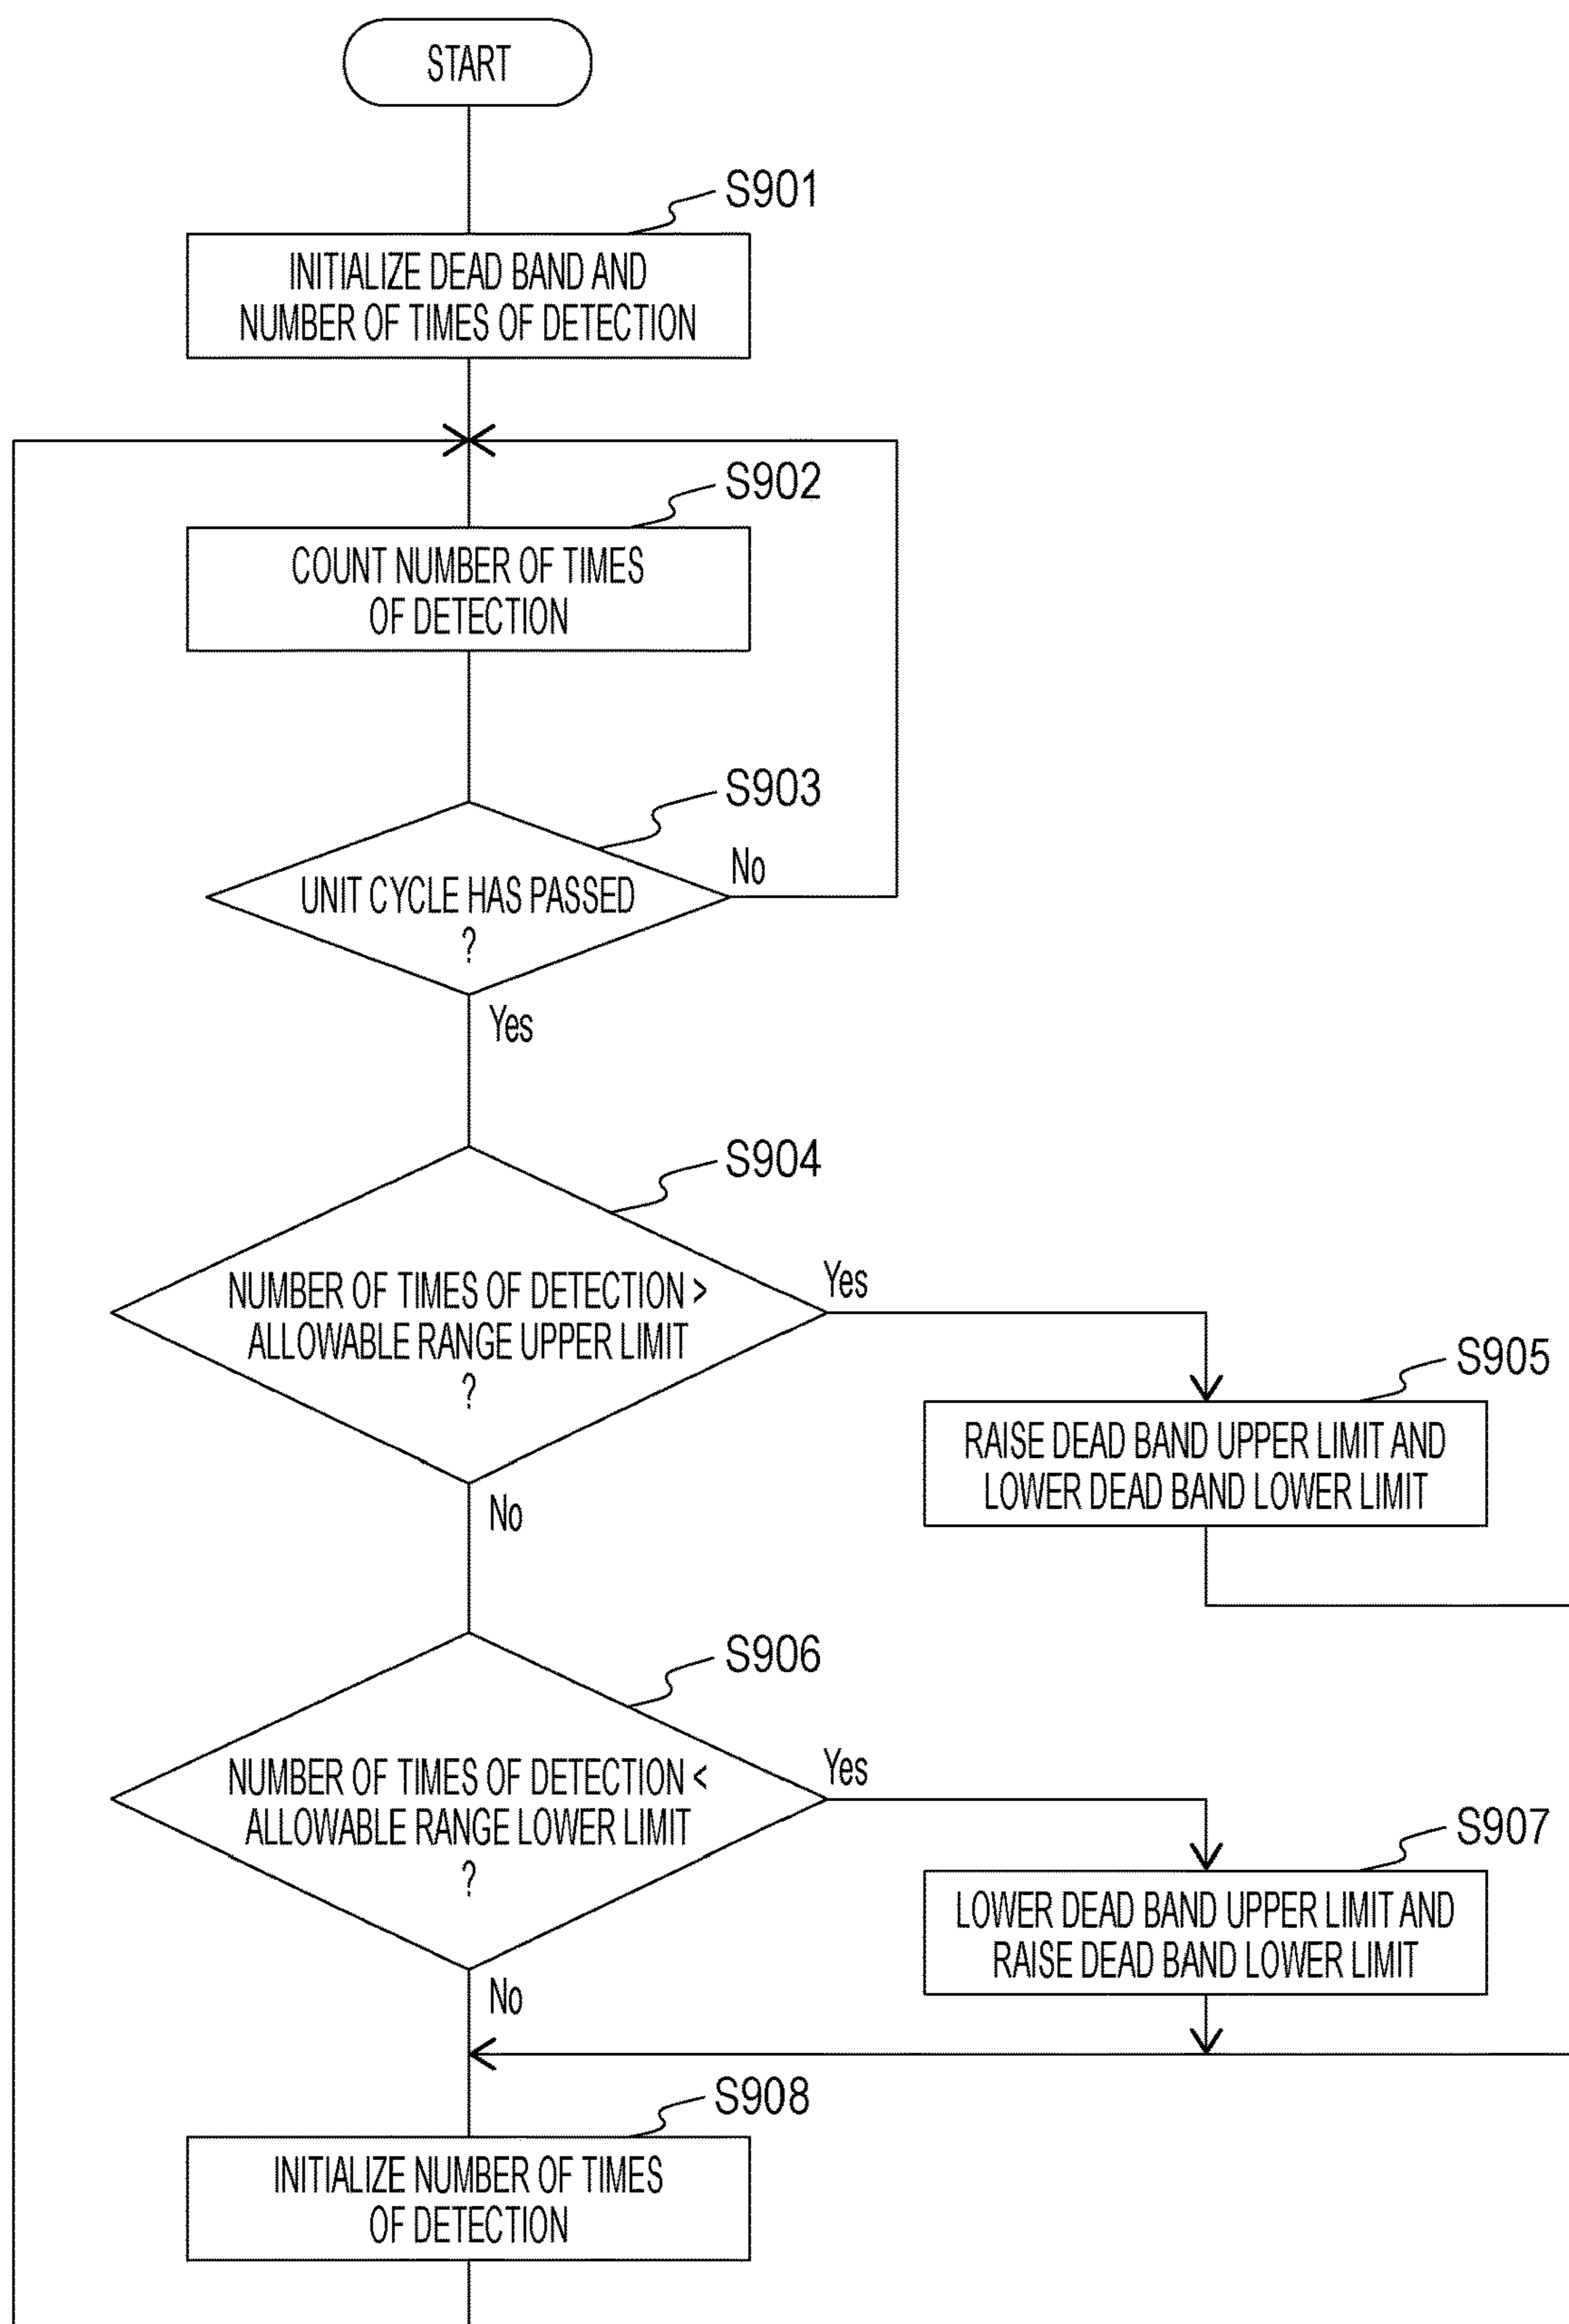 START
S901
INITIALIZE DEAD BAND AND
NUMBER OF TIMES OF DETECTION
S902
COUNT NUMBER OF TIMES
OF DETECTION
S903
UNIT CYCLE HAS PASSED
?
No
Yes
S904
NUMBER OF TIMES OF DETECTION >
ALLOWABLE RANGE UPPER LIMIT
?
Yes
No
S905
RAISE DEAD BAND UPPER LIMIT AND
LOWER DEAD BAND LOWER LIMIT
S906
NUMBER OF TIMES OF DETECTION <
ALLOWABLE RANGE LOWER LIMIT
?
Yes
No
S907
LOWER DEAD BAND UPPER LIMIT AND
RAISE DEAD BAND LOWER LIMIT
S908
INITIALIZE NUMBER OF TIMES
OF DETECTION